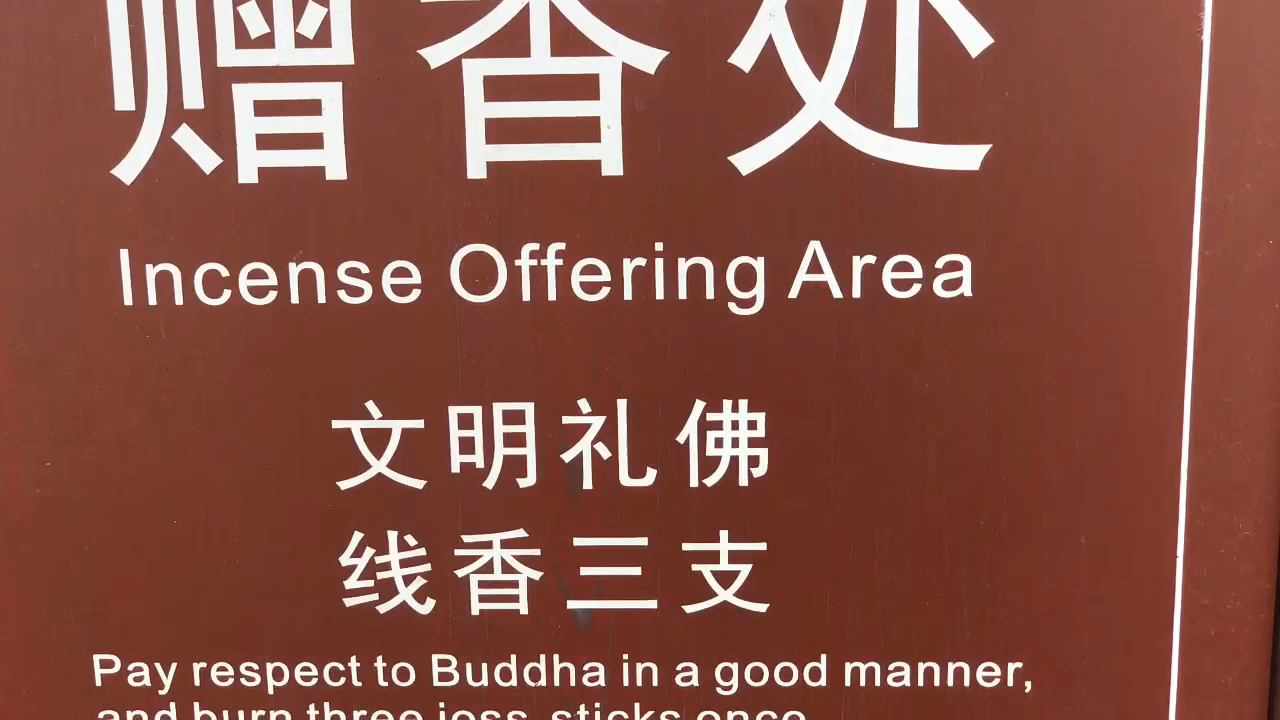 赠香处
Incense Offering Area
文明礼佛
线香三支
Pay respect to Buddha in a good manner,
and burn three joss sticks once